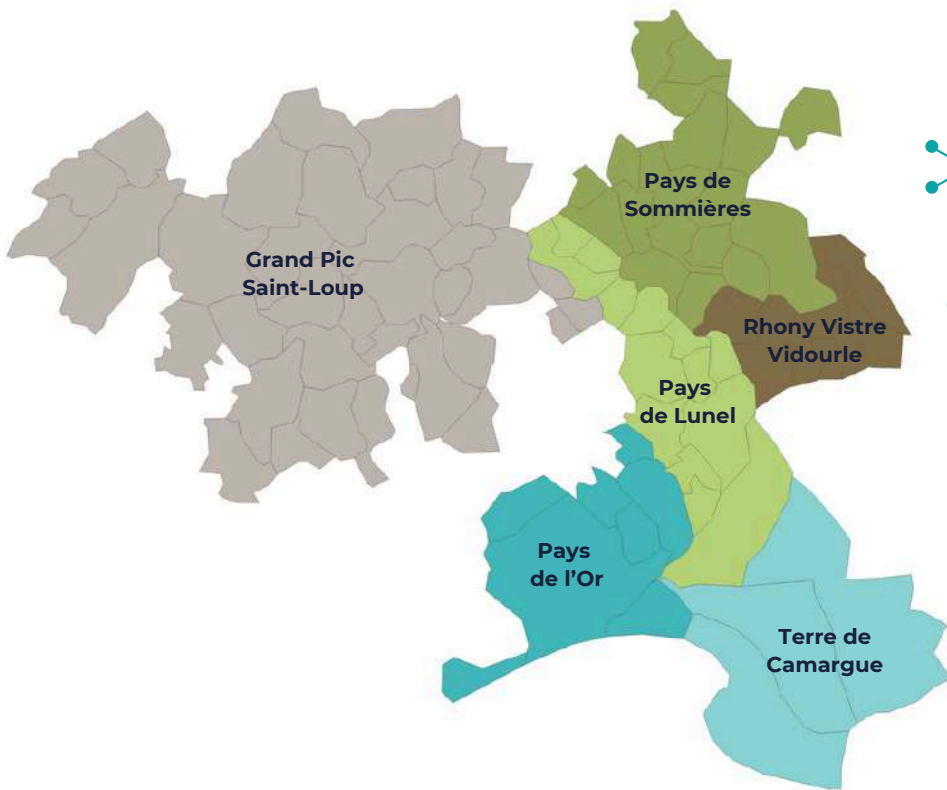 Pays de
Sommières
Grand Pic
Saint-Loup
Rhony Vistre
Vidourle
Pays
de Lunel
Pays
de l’Or
Terre de
Camargue